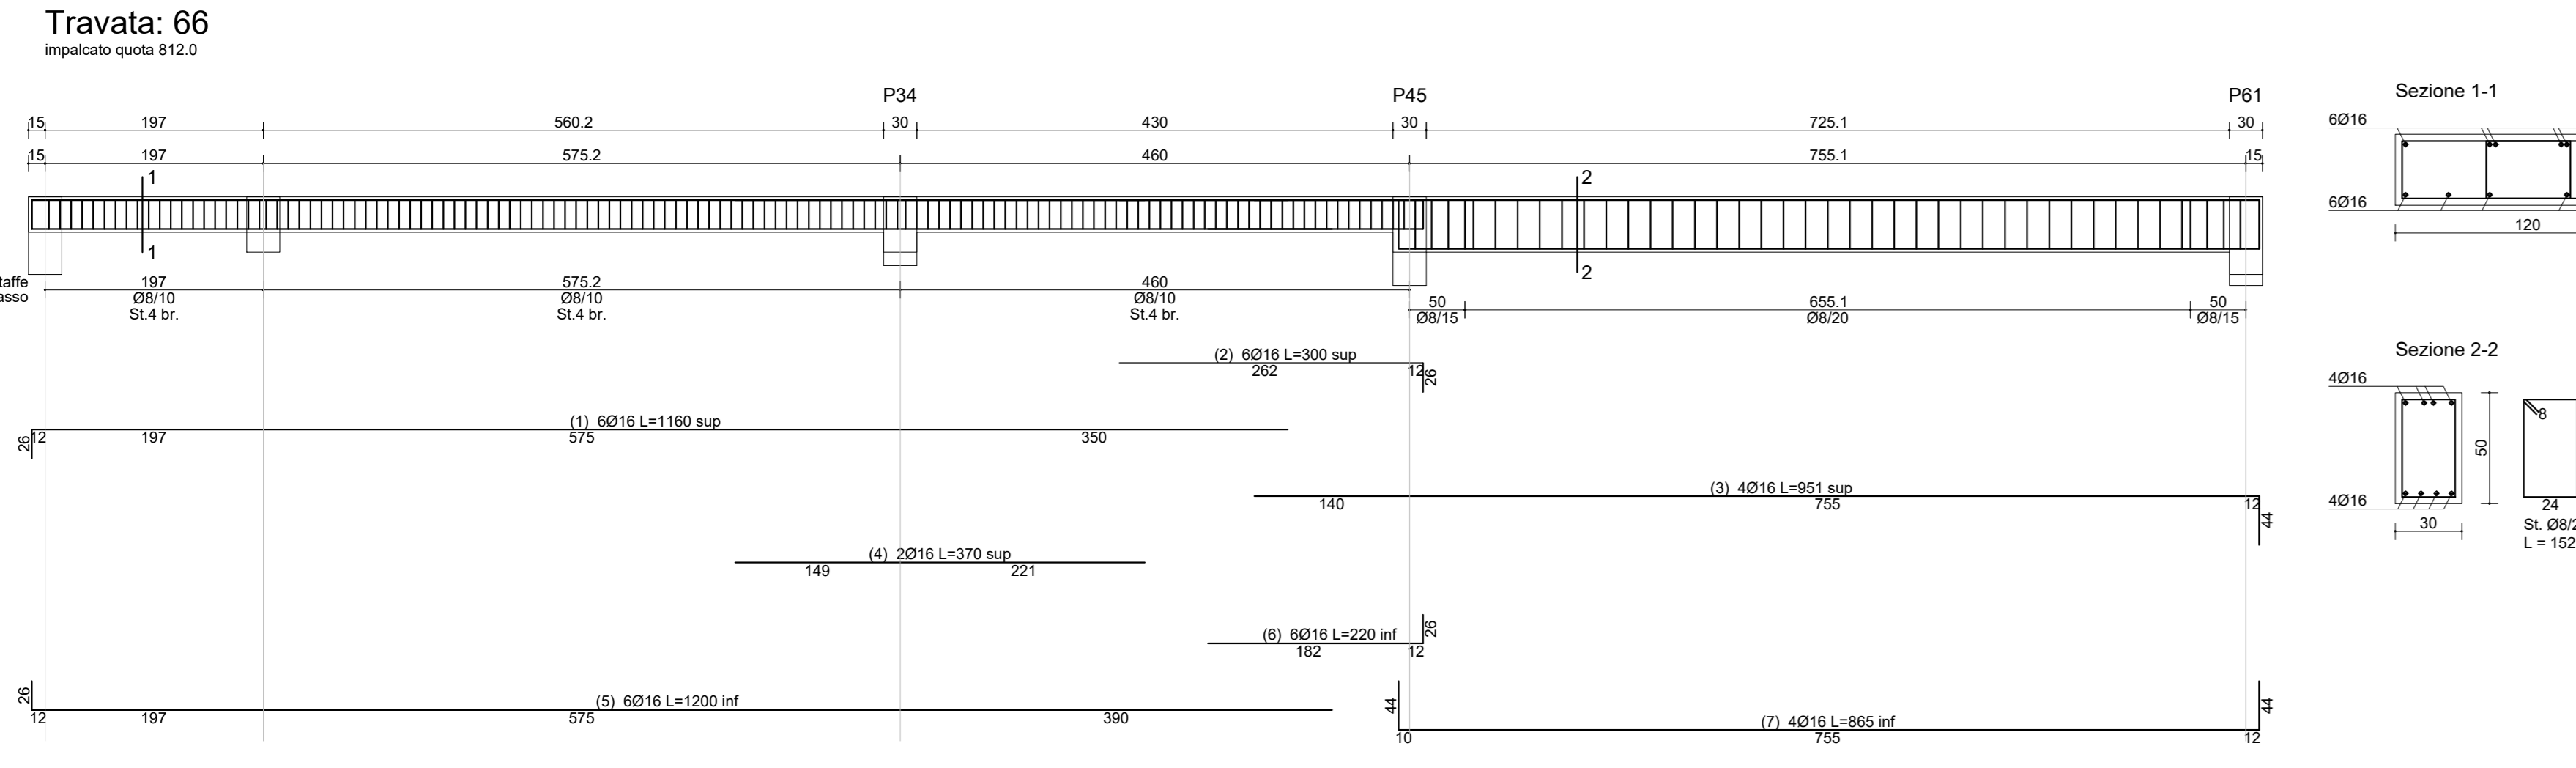 Travata: 66
impalcato quota 812.0
P34
P45
P61
15 197 560.2 30 430 30 725.1 30
15 197 575.2 460 755.1 15
1 2
1 2
197 575.2 460
Ø8/10 Ø8/10 Ø8/10
St.4 br. St.4 br. St.4 br.
50 655.1 50
Ø8/15 Ø8/20 Ø8/15
(2) 6Ø16 L=300 sup
262 12 26
(1) 6Ø16 L=1160 sup
26 12 197 575 350
(3) 4Ø16 L=951 sup
140 755 12 44
(4) 2Ø16 L=370 sup
149 221
(6) 6Ø16 L=220 inf
182 12 26
(5) 6Ø16 L=1200 inf
26 12 197 575 390
(7) 4Ø16 L=865 inf
44 10 755 12 44
Sezione 1-1
6Ø16
6Ø16
120
Sezione 2-2
4Ø16
4Ø16
50
30
8
24
L = 152